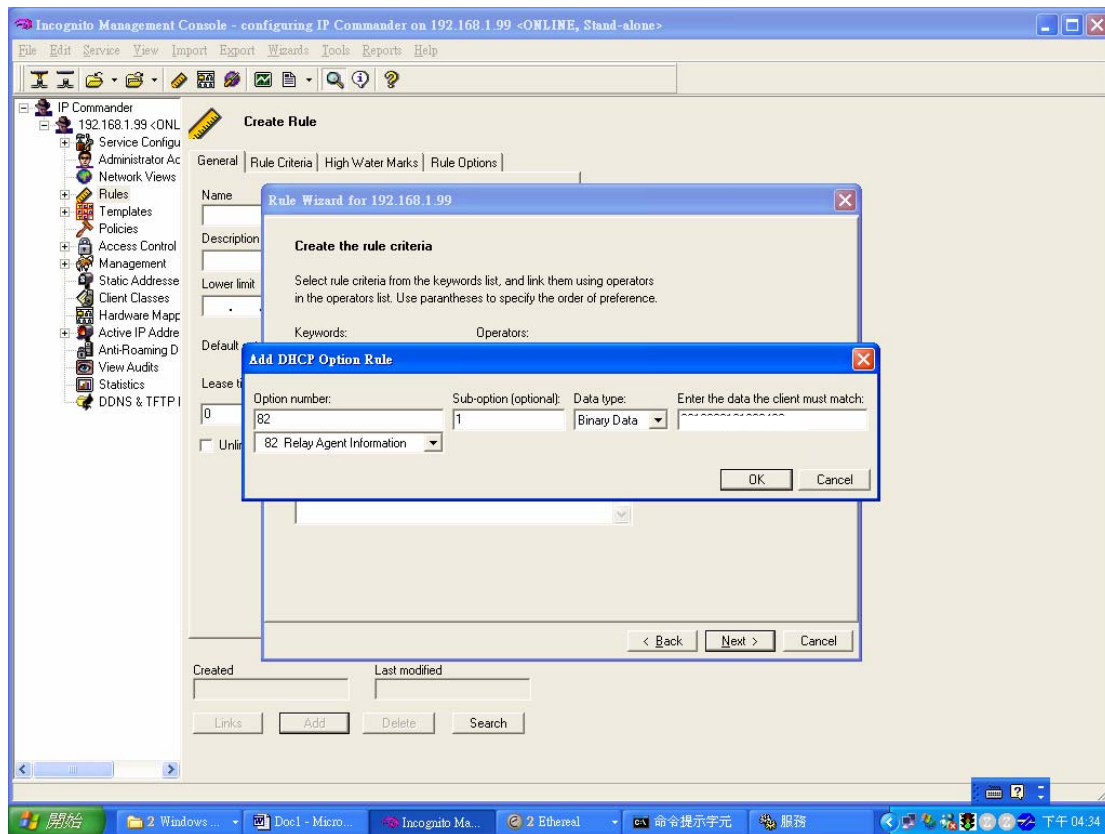 Incognito Management Console - configuring IP Commander on 192.168.1.99 <ONLINE, Stand-alone>
File Edit Service View Import Export Wizards Tools Reports Help
IP Commander
192.168.1.99 <ONL
Service Configu
Administrator Ac
Network Views
Rules
Templates
Policies
Access Control
Management
Static Addresse
Client Classes
Hardware Mapp
Active IP Addre
Anti-Roaming D
View Audits
Statistics
DDNS & TFTP
Create Rule
General Rule Criteria High Water Marks Rule Options
Name
Description
Lower limit
Default
Lease ti
0
Unlir
Rule Wizard for 192.168.1.99
Create the rule criteria
Select rule criteria from the keywords list, and link them using operators
in the operators list. Use parantheses to specify the order of preference.
Keywords: Operators:
Add DHCP Option Rule
Option number: Sub-option (optional): Data type: Enter the data the client must match:
82 1 Binary Data
82 Relay Agent Information
OK Cancel
< Back Next > Cancel
Created Last modified
Links Add Delete Search
開始 2 Windows ... Doc1 - Micro... Incognito Ma... 2 Ethereal 命令提示字元 服務 下午 04:34